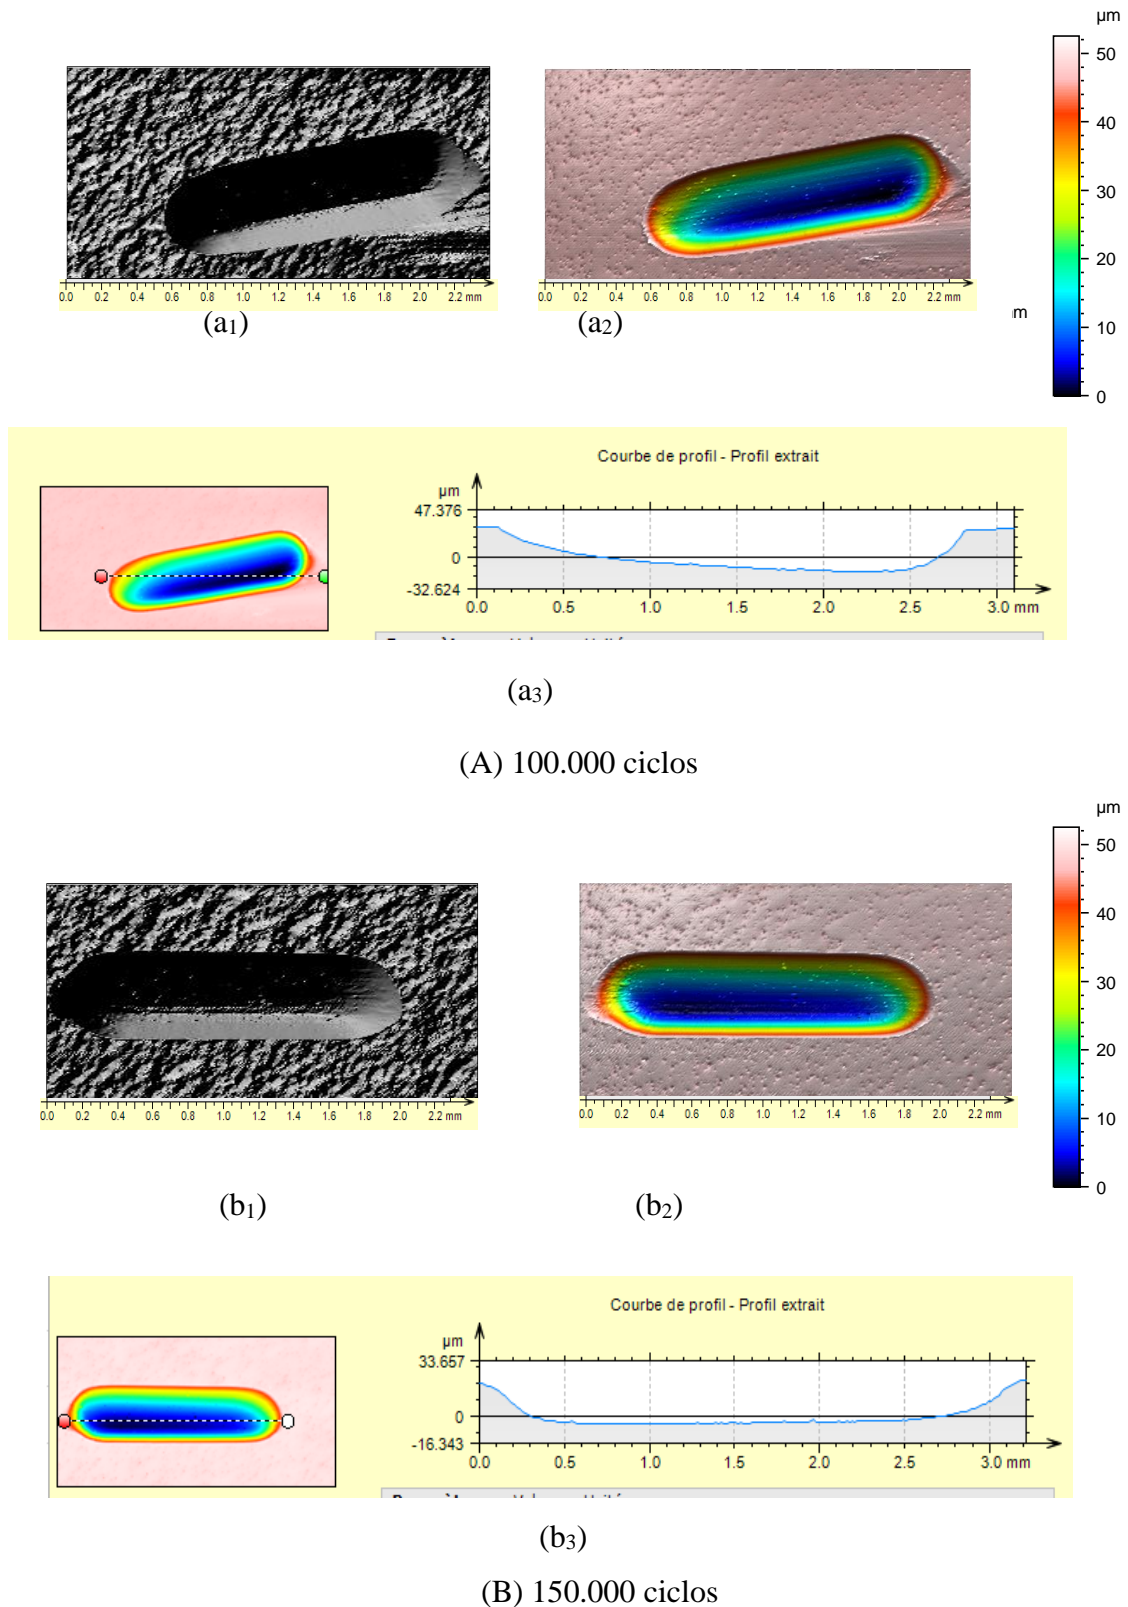 µm
50
40
30
20
10
0
0.0 0.2 0.4 0.6 0.8 1.0 1.2 1.4 1.6 1.8 2.0 2.2 mm
0.0 0.2 0.4 0.6 0.8 1.0 1.2 1.4 1.6 1.8 2.0 2.2 mm
(a1) (a2)
m
Courbe de profil - Profil extrait
µm
47.376
0
-32.624
0.0 0.5 1.0 1.5 2.0 2.5 3.0 mm
(a3)
(A) 100.000 ciclos
µm
50
40
30
20
10
0
0.0 0.2 0.4 0.6 0.8 1.0 1.2 1.4 1.6 1.8 2.0 2.2 mm
0.0 0.2 0.4 0.6 0.8 1.0 1.2 1.4 1.6 1.8 2.0 2.2 mm
(b1) (b2)
Courbe de profil - Profil extrait
µm
33.657
0
-16.343
0.0 0.5 1.0 1.5 2.0 2.5 3.0 mm
(b3)
(B) 150.000 ciclos